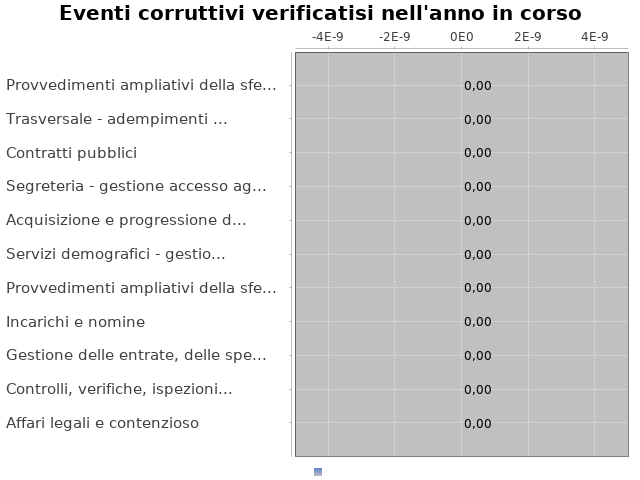 Eventi corruttivi verificatisi nell'anno in corso
-4E-9 -2E-9 0E0 2E-9 4E-9
Provvedimenti ampliativi della sfe... 0,00
Trasversale - adempimenti ... 0,00
Contratti pubblici 0,00
Segreteria - gestione accesso ag... 0,00
Acquisizione e progressione d... 0,00
Servizi demografici - gestio... 0,00
Provvedimenti ampliativi della sfe... 0,00
Incarichi e nomine 0,00
Gestione delle entrate, delle spe... 0,00
Controlli, verifiche, ispezioni... 0,00
Affari legali e contenzioso 0,00